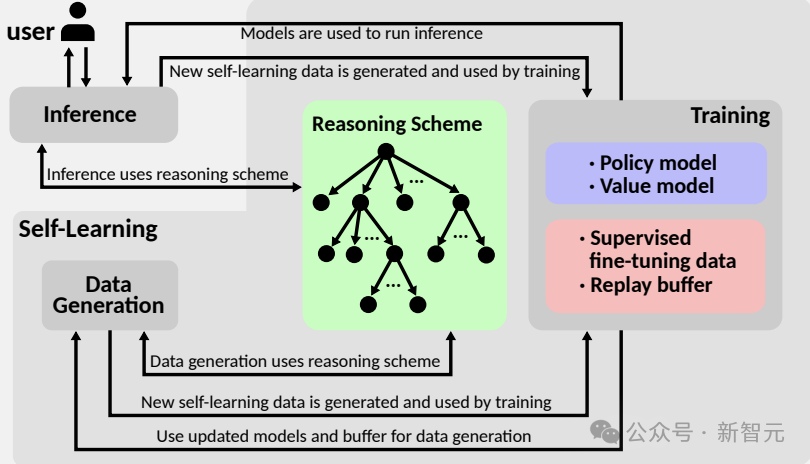 user
Models are used to run inference
New self-learning data is generated and used by training
Inference
Reasoning Scheme
Training
...
• Policy model
• Value model
Inference uses reasoning scheme
Self-Learning
...
...
• Supervised
fine-tuning data
• Replay buffer
Data
Generation
...
Data generation uses reasoning scheme
New self-learning data is generated and used by training
Use updated models and buffer for data generation
公众号 · 新智元